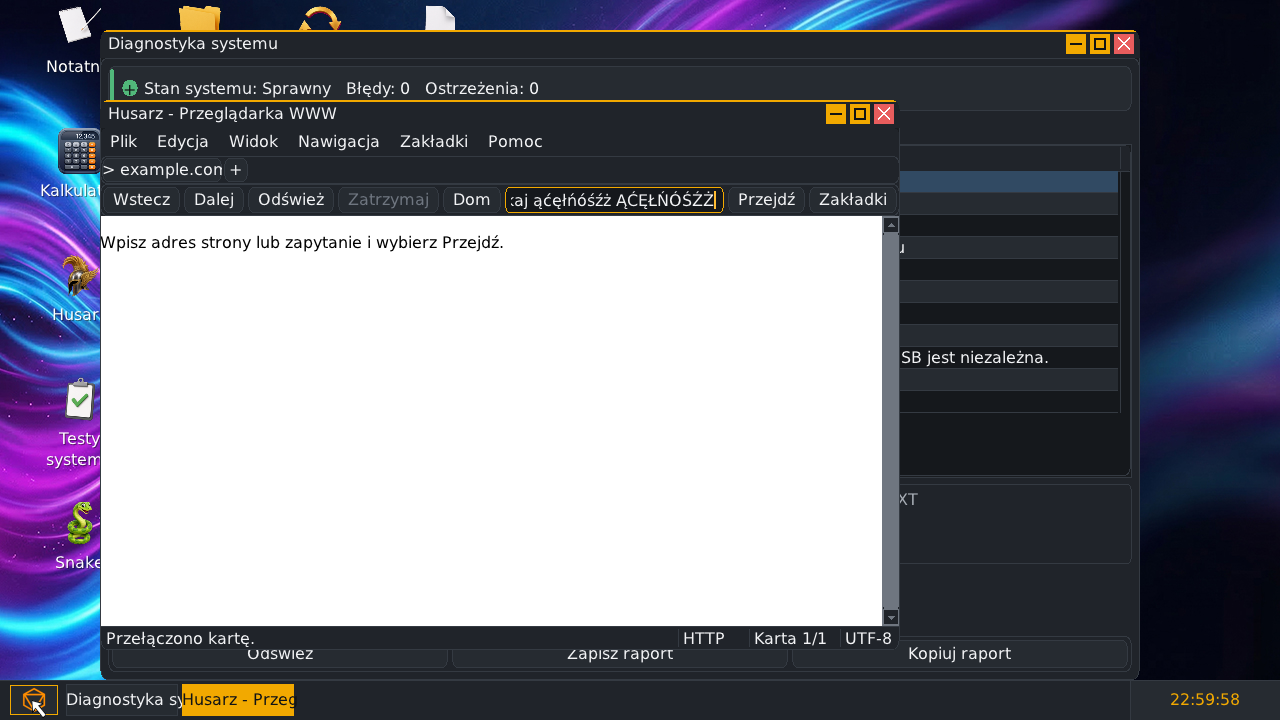 Notatn
Diagnostyka systemu
Stan systemu: Sprawny Błędy: 0 Ostrzeżenia: 0
Husarz - Przeglądarka WWW
Plik Edycja Widok Nawigacja Zakładki Pomoc
> example.con +
Wstecz Dalej Odśwież Zatrzymaj Dom kaj ąćęłńóśźż ĄĆĘŁŃÓŚŹŻ Przejdź Zakładki
Wpisz adres strony lub zapytanie i wybierz Przejdź.
12,345
Kalkula
Husar
SB jest niezależna.
Testy
system
XT
Snake
Przełączono kartę. HTTP Karta 1/1 UTF-8
Odśwież Zapisz raport Kopiuj raport
Diagnostyka sy Husarz - Przeg 22:59:58